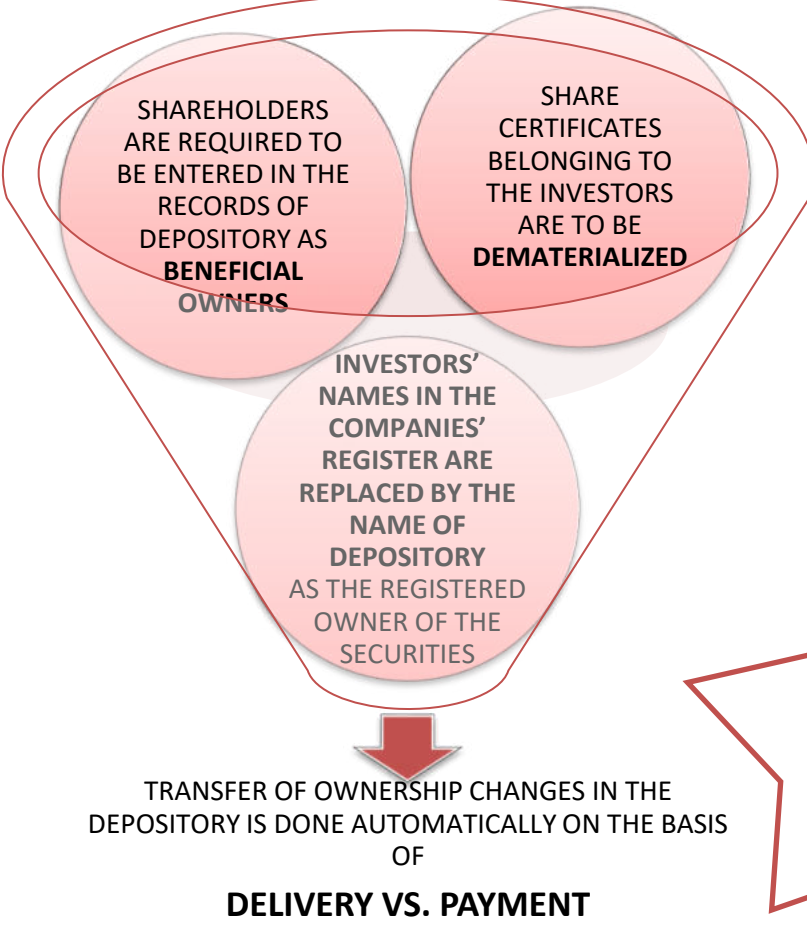 SHAREHOLDERS
ARE REQUIRED TO
BE ENTERED IN THE
RECORDS OF
DEPOSITORY AS
BENEFICIAL
OWNERS
SHARE
CERTIFICATES
BELONGING TO
THE INVESTORS
ARE TO BE
DEMATERIALIZED
INVESTORS’
NAMES IN THE
COMPANIES’
REGISTER ARE
REPLACED BY THE
NAME OF
DEPOSITORY
AS THE REGISTERED
OWNER OF THE
SECURITIES
TRANSFER OF OWNERSHIP CHANGES IN THE
DEPOSITORY IS DONE AUTOMATICALLY ON THE BASIS
OF
DELIVERY VS. PAYMENT